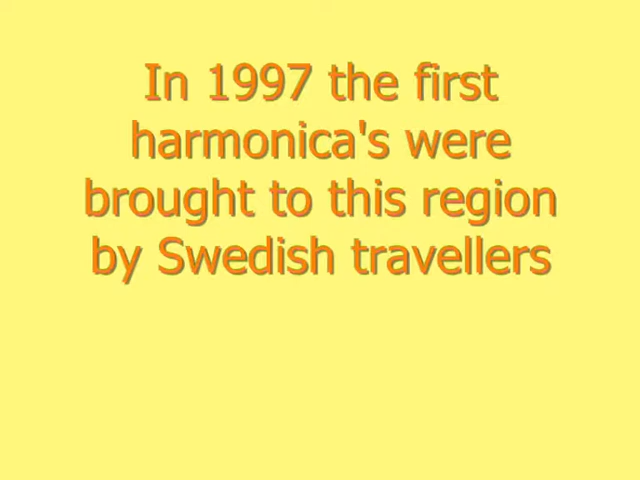 In 1997 the first
harmonica's were
brought to this region
by Swedish travellers